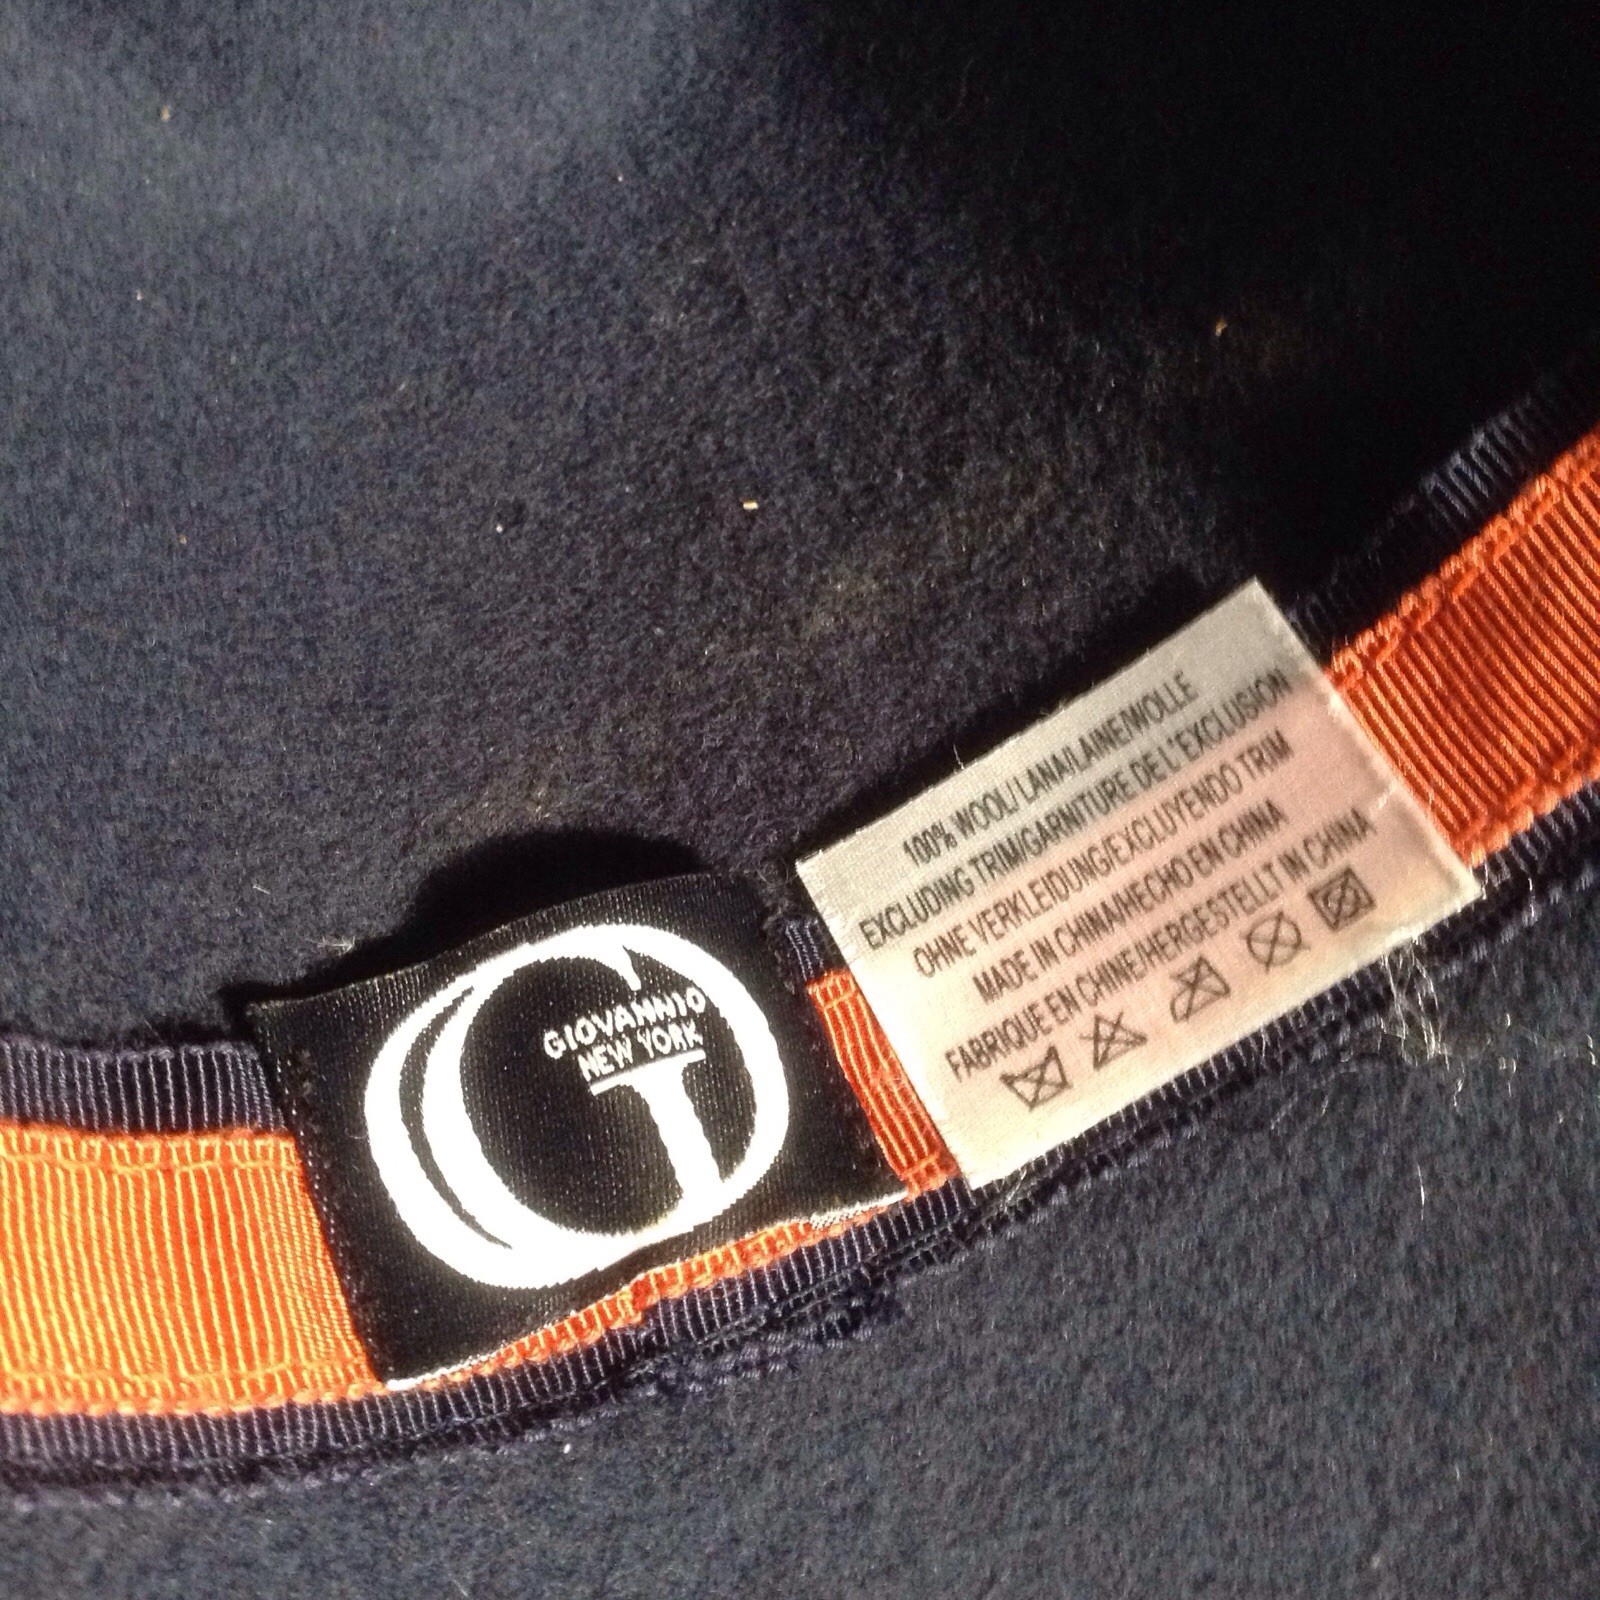 GIOVANNIO
NEW YORK
100% WOOL/LANA/LAINE/WOLLE
EXCLUDING TRIM/GARNITURE DE L'EXCLUSION
OHNE VERKLEIDUNG/EXCLUYENDO TRIM
MADE IN CHINA/HECHO EN CHINA
FABRIQUE EN CHINE/HERGESTELLT IN CHINA